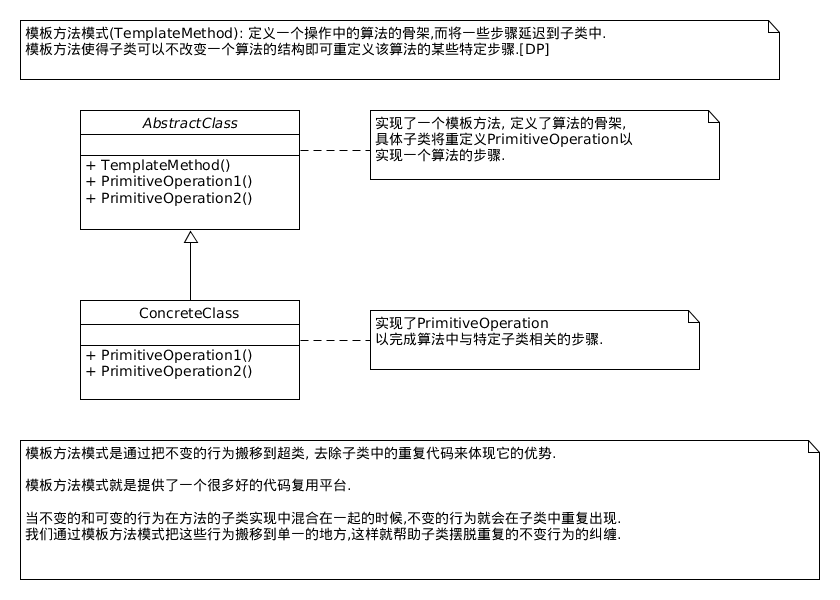 模板方法模式(TemplateMethod): 定义一个操作中的算法的骨架,而将一些步骤延迟到子类中.
模板方法使得子类可以不改变一个算法的结构即可重定义该算法的某些特定步骤.[DP]
AbstractClass
+ TemplateMethod()
+ PrimitiveOperation1()
+ PrimitiveOperation2()
实现了一个模板方法, 定义了算法的骨架,
具体子类将重定义PrimitiveOperation以
实现一个算法的步骤.
ConcreteClass
+ PrimitiveOperation1()
+ PrimitiveOperation2()
实现了PrimitiveOperation
以完成算法中与特定子类相关的步骤.
模板方法模式是通过把不变的行为搬移到超类, 去除子类中的重复代码来体现它的优势.
模板方法模式就是提供了一个很多好的代码复用平台.
当不变的和可变的行为在方法的子类实现中混合在一起的时候,不变的行为就会在子类中重复出现.
我们通过模板方法模式把这些行为搬移到单一的地方,这样就帮助子类摆脱重复的不变行为的纠缠.